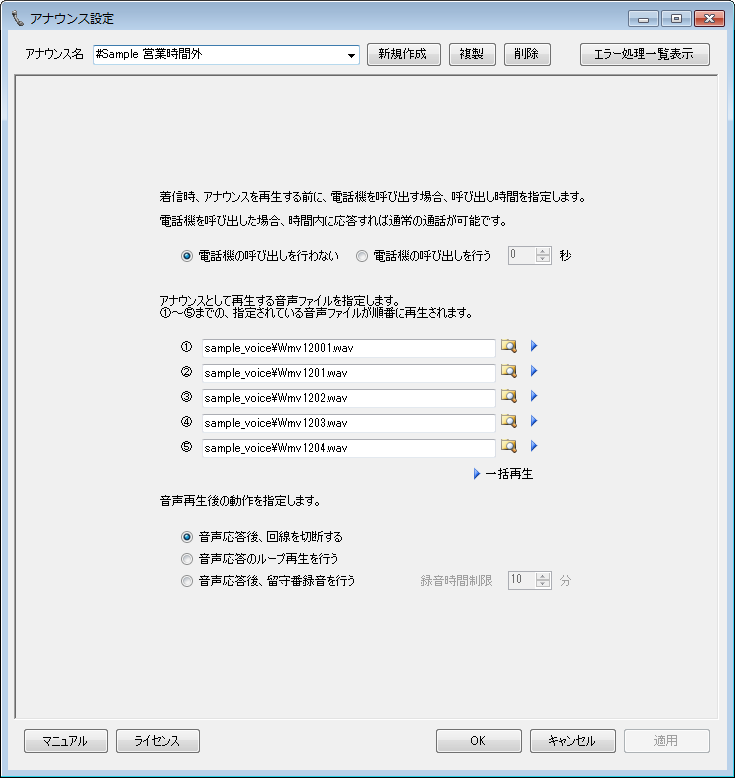 アナウンス設定
アナウンス名 #Sample 営業時間外 新規作成 複製 削除 エラー処理一覧表示
着信時、アナウンスを再生する前に、電話機を呼び出す場合、呼び出し時間を指定します。
電話機を呼び出した場合、時間内に応答すれば通常の通話が可能です。
電話機の呼び出しを行わない 電話機の呼び出しを行う 0 秒
アナウンスとして再生する音声ファイルを指定します。
①～⑤までの、指定されている音声ファイルが順番に再生されます。
① sample_voice¥Wmv12001.wav
② sample_voice¥Wmv1201.wav
③ sample_voice¥Wmv1202.wav
④ sample_voice¥Wmv1203.wav
⑤ sample_voice¥Wmv1204.wav
一括再生
音声再生後の動作を指定します。
音声応答後、回線を切断する
音声応答のループ再生を行う
音声応答後、留守番録音を行う 録音時間制限 10 分
マニュアル ライセンス OK キャンセル 適用